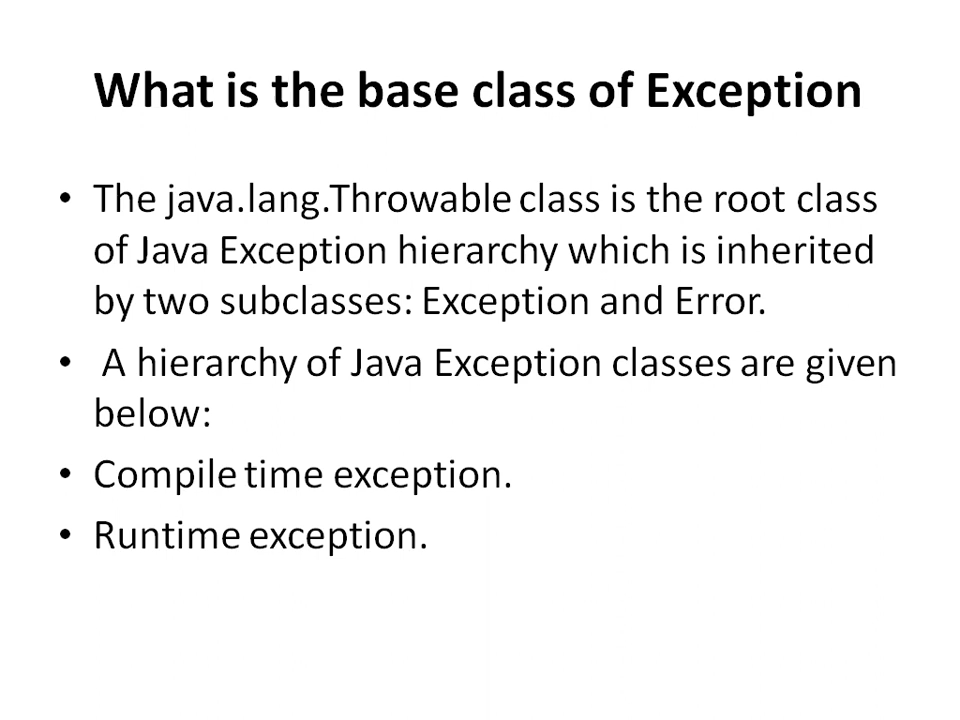 What is the base class of Exception
• The java.lang.Throwable class is the root class
of Java Exception hierarchy which is inherited
by two subclasses: Exception and Error.
• A hierarchy of Java Exception classes are given
below:
• Compile time exception.
• Runtime exception.